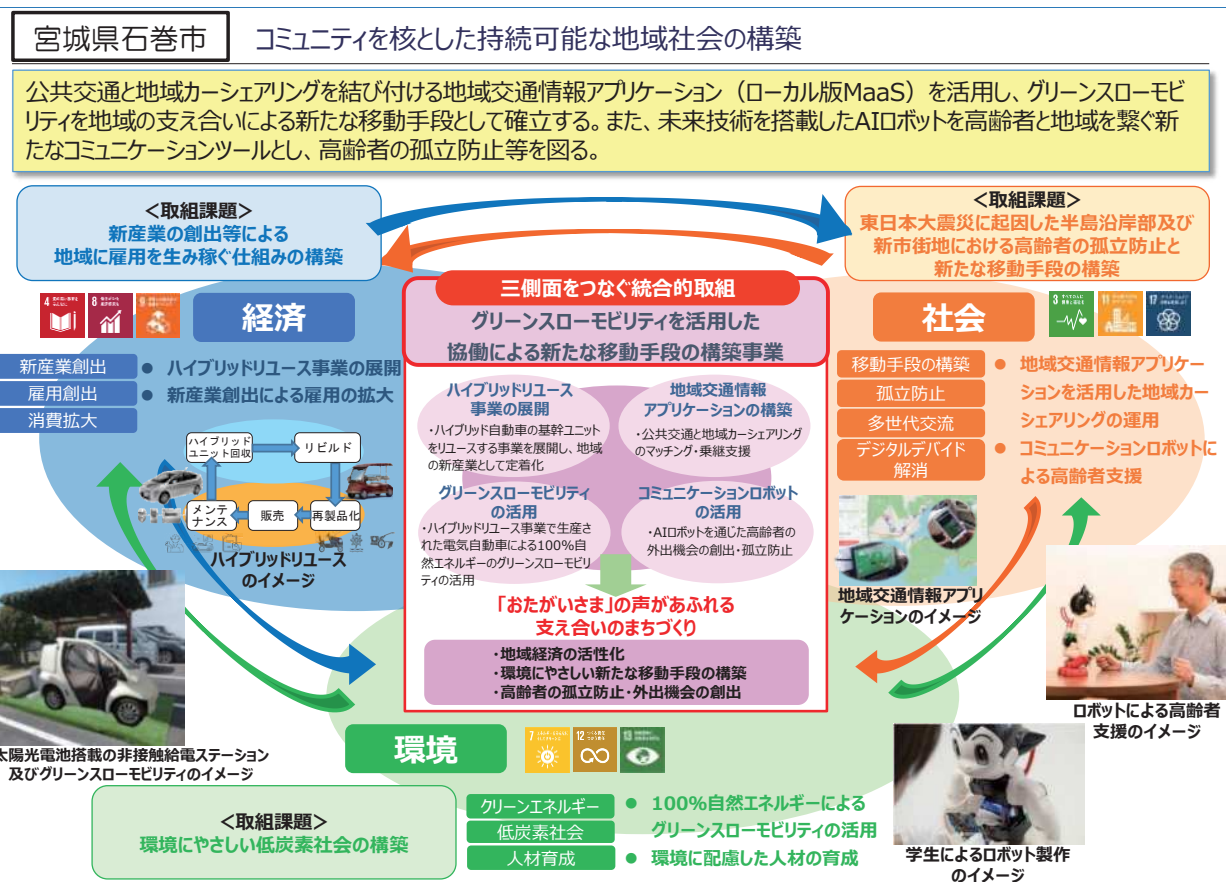 宮城県石巻市
コミュニティを核とした持続可能な地域社会の構築
公共交通と地域カーシェアリングを結び付ける地域交通情報アプリケーション（ローカル版MaaS）を活用し、グリーンスローモビ
リティを地域の支え合いによる新たな移動手段として確立する。また、未来技術を搭載したAIロボットを高齢者と地域を繋ぐ新
たなコミュニケーションツールとし、高齢者の孤立防止等を図る。
＜取組課題＞
新産業の創出等による
地域に雇用を生み稼ぐ仕組みの構築
＜取組課題＞
東日本大震災に起因した半島沿岸部及び
新市街地における高齢者の孤立防止と
新たな移動手段の構築
4
8
9
経済
新産業創出
雇用創出
消費拡大
● ハイブリッドリユース事業の展開
● 新産業創出による雇用の拡大
ハイブリッド
ユニット回収
リビルド
メンテ
ナンス
販売
再製品化
ハイブリッドリユース
のイメージ
三側面をつなぐ統合的取組
グリーンスローモビリティを活用した
協働による新たな移動手段の構築事業
ハイブリッドリユース
事業の展開
・ハイブリッド自動車の基幹ユニット
をリユースする事業を展開し、地域
の新産業として定着化
地域交通情報
アプリケーションの構築
・公共交通と地域カーシェアリング
のマッチング・乗継支援
グリーンスローモビリティ
の活用
・ハイブリッドリユース事業で生産さ
れた電気自動車による100％自
然エネルギーのグリーンスローモビリ
ティの活用
コミュニケーションロボット
の活用
・AIロボットを通じた高齢者の
外出機会の創出・孤立防止
「おたがいさま」の声があふれる
支え合いのまちづくり
・地域経済の活性化
・環境にやさしい新たな移動手段の構築
・高齢者の孤立防止・外出機会の創出
社会
3
11
17
移動手段の構築
孤立防止
多世代交流
デジタルデバイド
解消
● 地域交通情報アプリケー
ションを活用した地域カー
シェアリングの運用
● コミュニケーションロボットに
よる高齢者支援
地域交通情報アプリ
ケーションのイメージ
ロボットによる高齢者
支援のイメージ
太陽光電池搭載の非接触給電ステーション
及びグリーンスローモビリティのイメージ
環境
7
12
13
＜取組課題＞
環境にやさしい低炭素社会の構築
クリーンエネルギー
低炭素社会
人材育成
● 100％自然エネルギーによる
グリーンスローモビリティの活用
● 環境に配慮した人材の育成
学生によるロボット製作
のイメージ